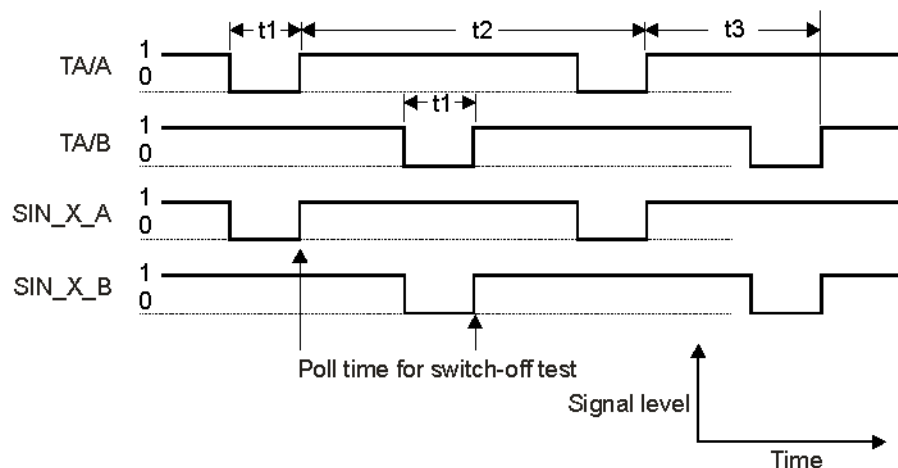 t1 t2 t3
TA/A 1
0
t1
TA/B 1
0
SIN_X_A 1
0
SIN_X_B 1
0
Poll time for switch-off test
Signal level
Time